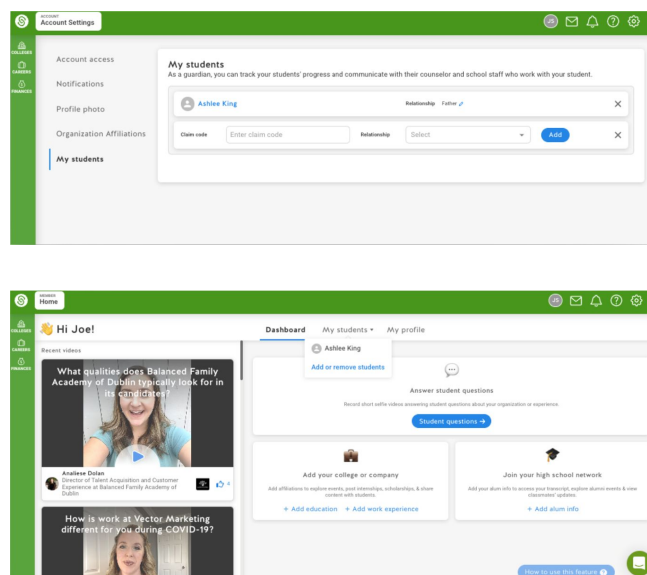 ACCOUNT
Account Settings
JS
COLLEGES
CAREERS
FINANCES
Account access
Notifications
Profile photo
Organization Affiliations
My students
My students
As a guardian, you can track your students' progress and communicate with their counselor and school staff who work with your student.
Ashlee King
Relationship Father
Claim code Enter claim code Relationship Select Add
MEMBER
Home
JS
COLLEGES
CAREERS
FINANCES
Hi Joe!
Dashboard My students My profile
Ashlee King
Add or remove students
Recent videos
What qualities does Balanced Family
Academy of Dublin typically look for in
its candidates?
Analiese Dolan
Director of Talent Acquisition and Customer
Experience at Balanced Family Academy of
Dublin
4
How is work at Vector Marketing
different for you during COVID-19?
Answer student questions
Record short selfie videos answering student questions about your organization or experience.
Student questions →
Add your college or company
Add affiliations to explore events, post internships, scholarships, & share
content with students.
+ Add education + Add work experience
Join your high school network
Add your alum info to access your transcript, explore alumni events & view
classmates' updates.
+ Add alum info
How to use this feature ?